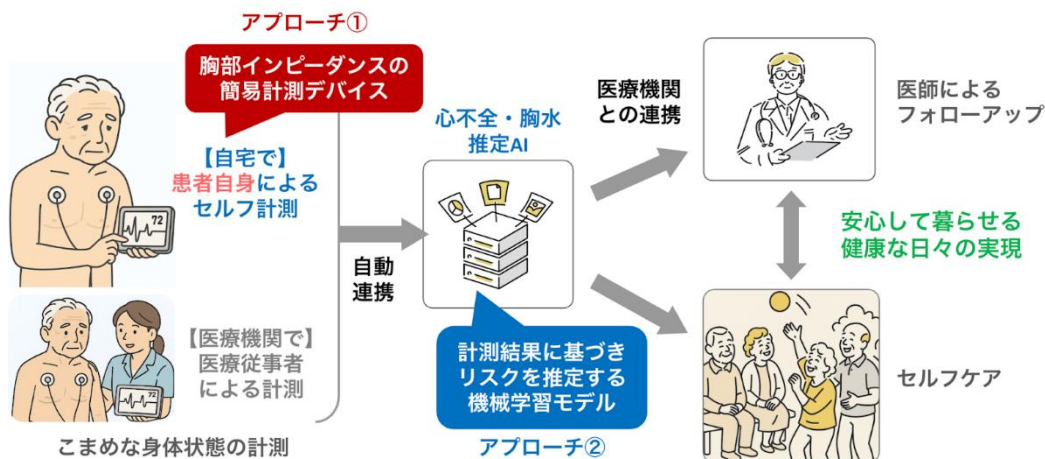 アプローチ①
胸部インピーダンスの
簡易計測デバイス
【自宅で】
患者自身による
セルフ計測
72
【医療機関で】
医療従事者
による計測
72
こまめな身体状態の計測
自動
連携
心不全・胸水
推定AI
計測結果に基づき
リスクを推定する
機械学習モデル
アプローチ②
医療機関
との連携
医師による
フォローアップ
安心して暮らせる
健康な日々の実現
セルフケア